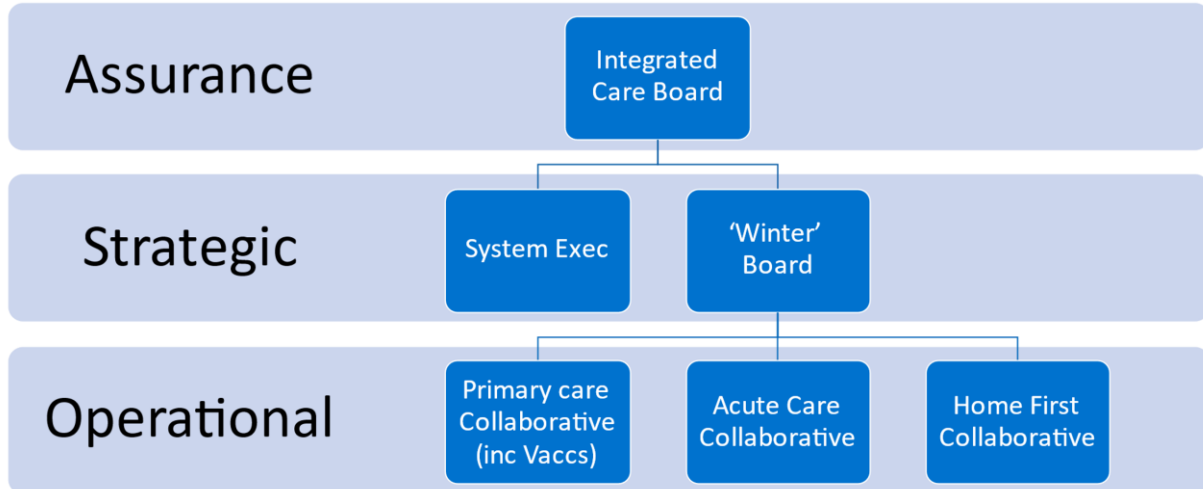 Assurance
Integrated
Care Board
Strategic
System Exec
‘Winter’
Board
Operational
Primary care
Collaborative
(inc Vaccs)
Acute Care
Collaborative
Home First
Collaborative